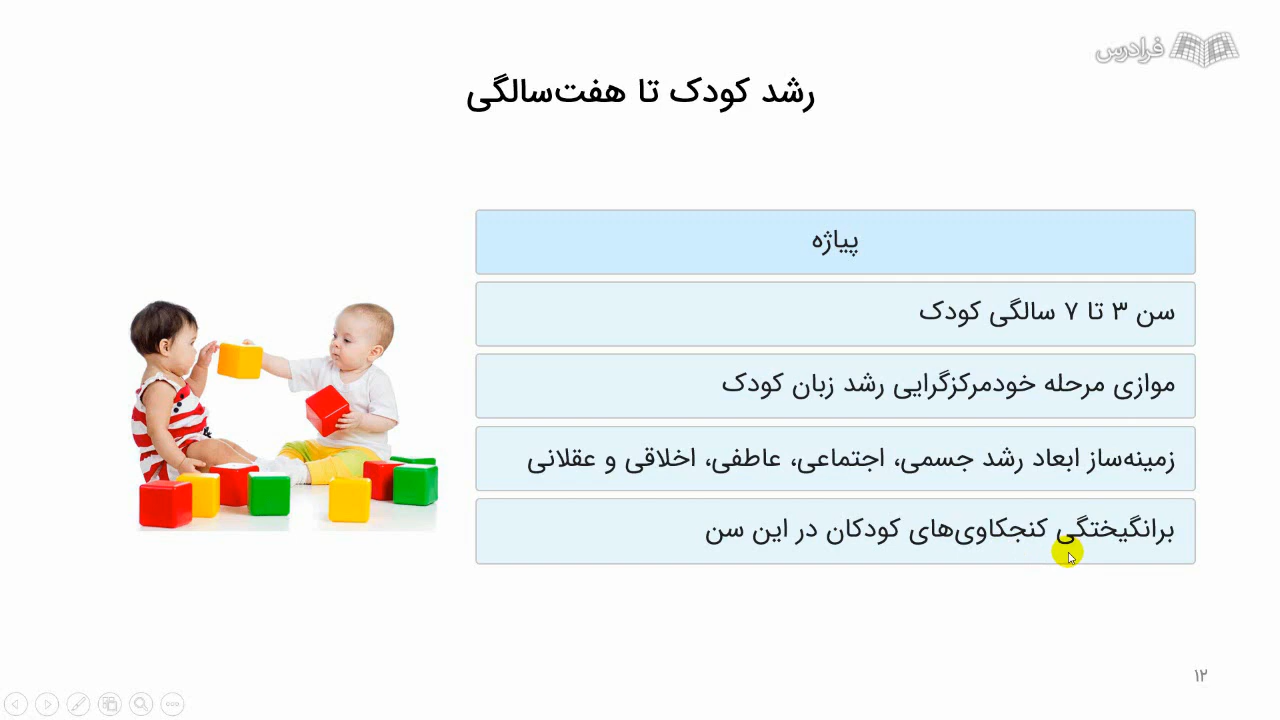 فرادرس
رشد کودک تا هفت‌سالگی
پیاژه
سن ۳ تا ۷ سالگی کودک
موازی مرحله خودمرکزگرایی رشد زبان کودک
زمینه‌ساز ابعاد رشد جسمی، اجتماعی، عاطفی، اخلاقی و عقلانی
برانگیختگی کنجکاوی‌های کودکان در این سن
۱۲